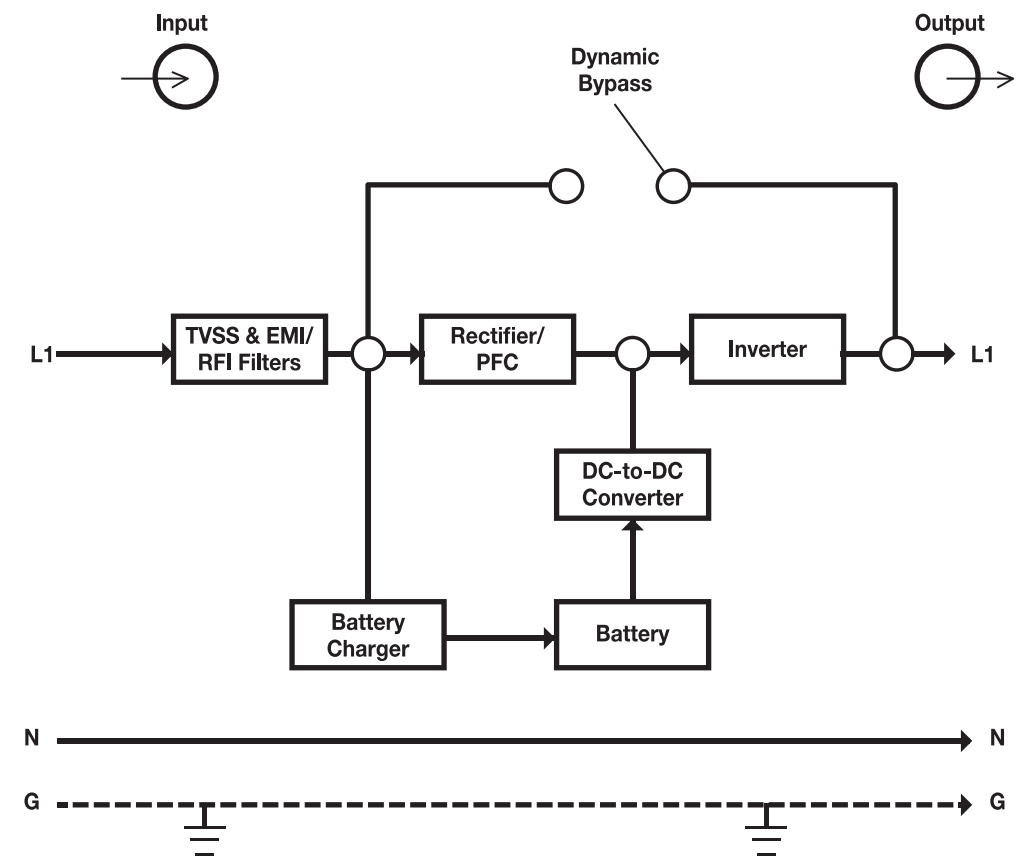 Input
Output
Dynamic
Bypass
TVSS & EMI/
RFI Filters
Rectifier/
PFC
Inverter
L1
L1
DC-to-DC
Converter
Battery
Charger
Battery
N
N
G
G